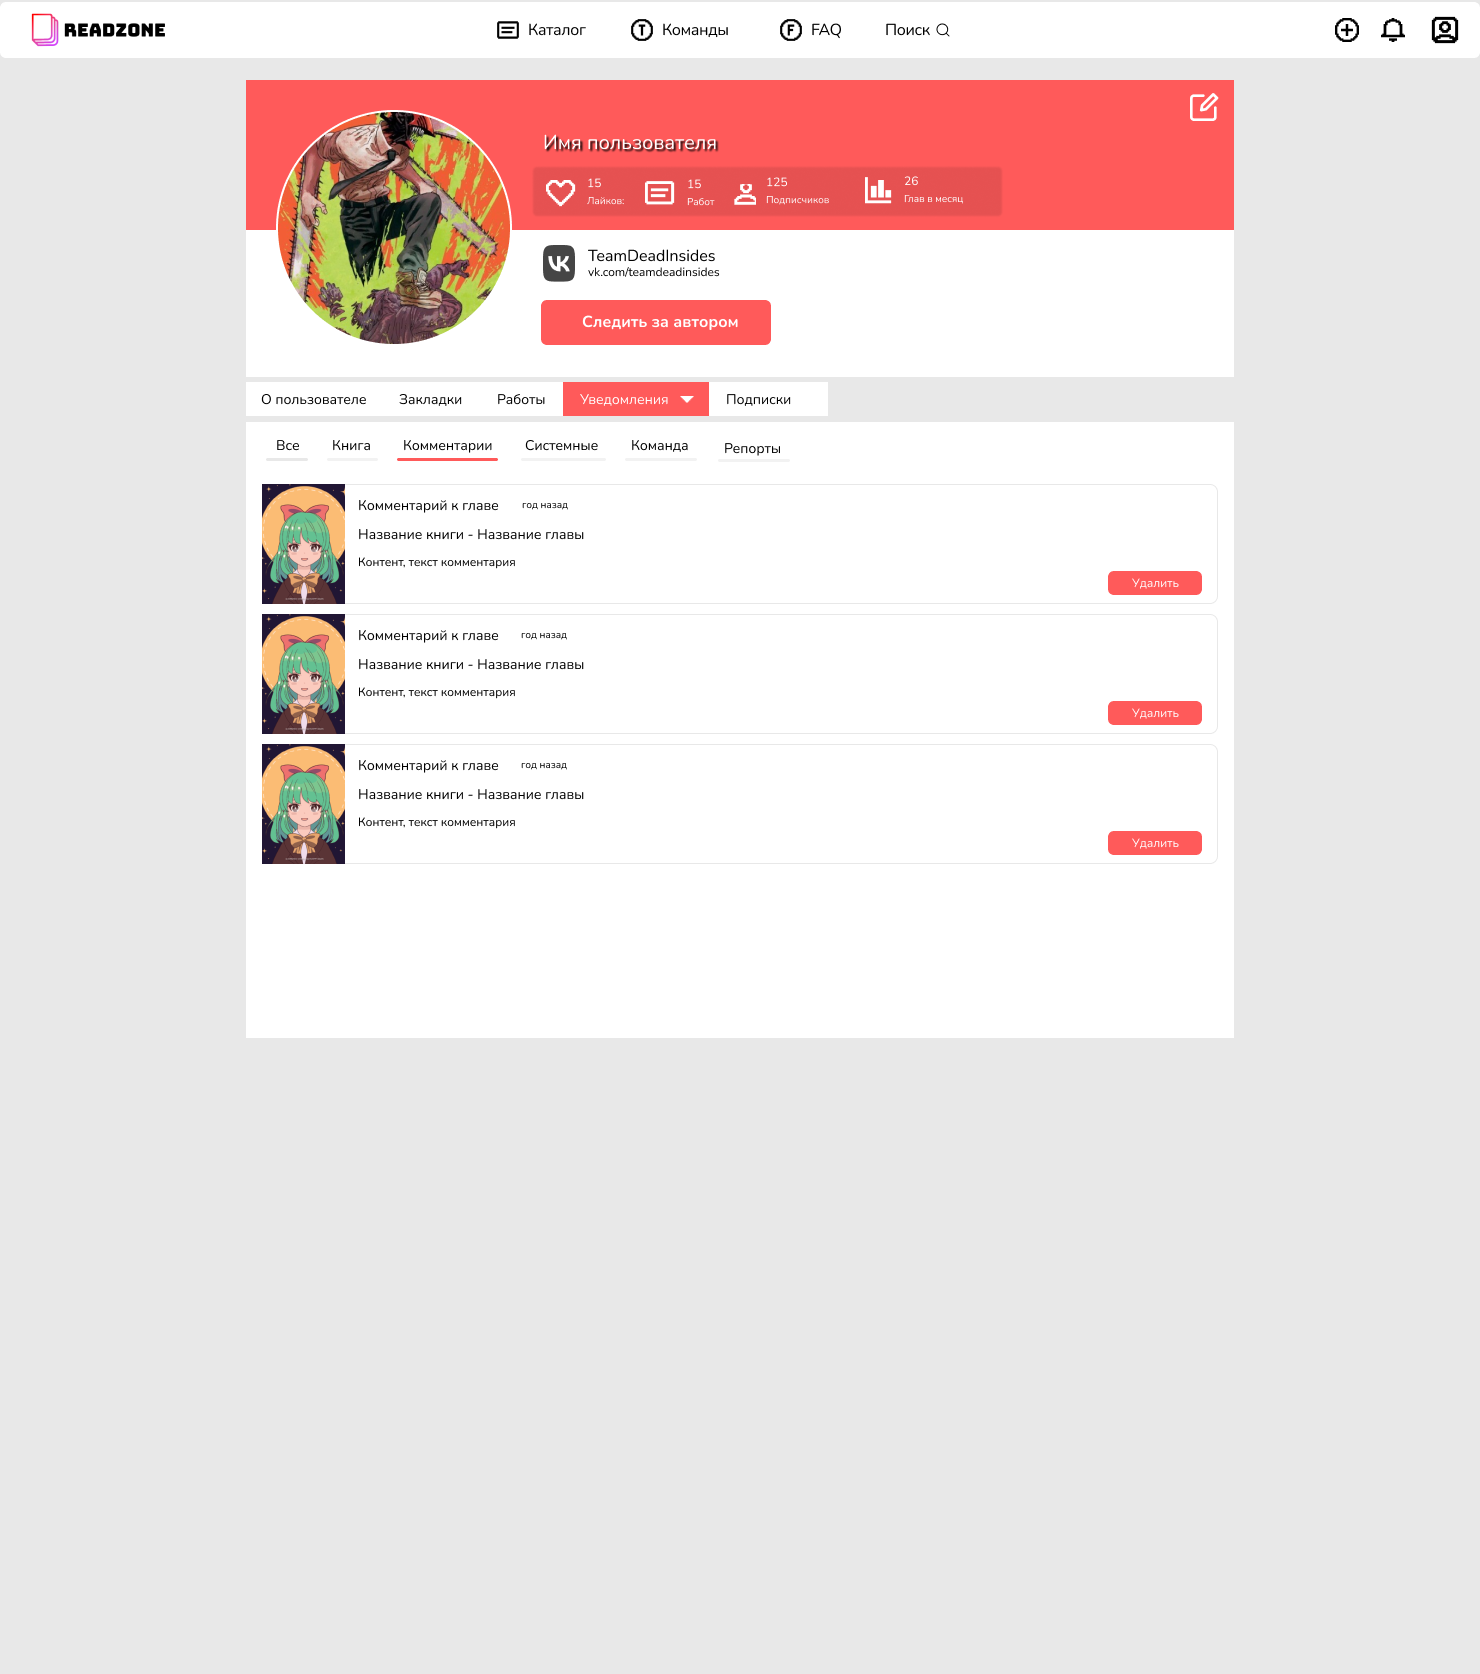 READZONE
Каталог
Команды
FAQ
Поиск
Имя пользователя
15
Лайков:
15
Работ
125
Подписчиков
26
Глав в месяц
TeamDeadInsides
vk.com/teamdeadinsides
Следить за автором
О пользователе
Закладки
Работы
Уведомления
Подписки
Все
Книга
Комментарии
Системные
Команда
Репорты
Комментарий к главе год назад
Название книги - Название главы
Контент, текст комментария
Удалить
Комментарий к главе год назад
Название книги - Название главы
Контент, текст комментария
Удалить
Комментарий к главе год назад
Название книги - Название главы
Контент, текст комментария
Удалить